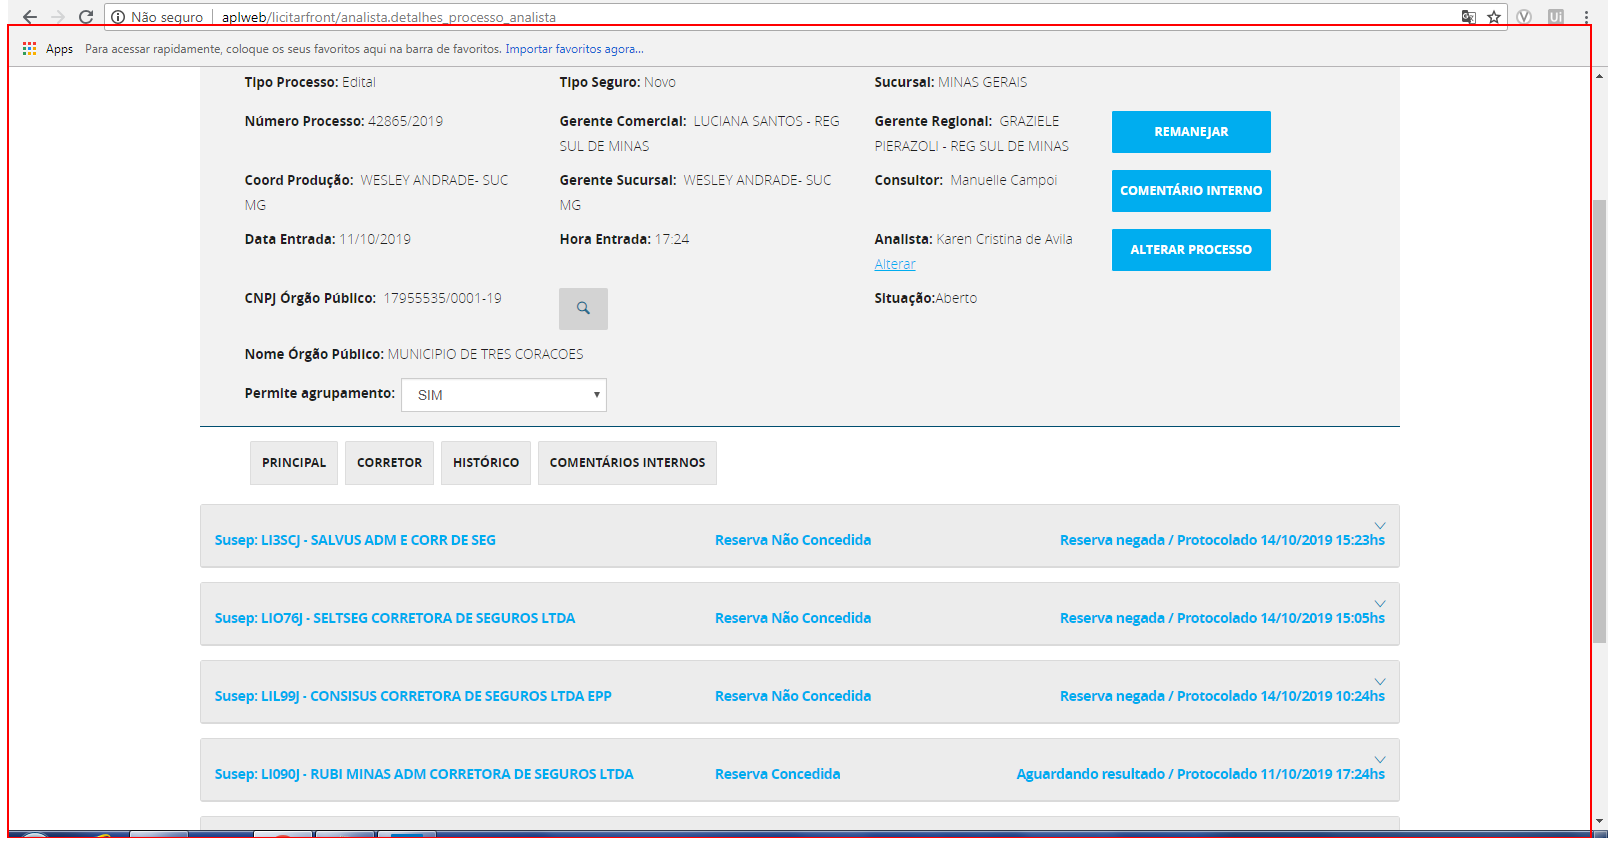 Não seguro | aplweb/licitarfront/analista.detalhes_processo_analista
Apps Para acessar rapidamente, coloque os seus favoritos aqui na barra de favoritos. Importar favoritos agora...
Tipo Processo: Edital Tipo Seguro: Novo Sucursal: MINAS GERAIS
Número Processo: 42865/2019 Gerente Comercial: LUCIANA SANTOS - REG Gerente Regional: GRAZIELE REMANEJAR
SUL DE MINAS PIERAZOLI - REG SUL DE MINAS
Coord Produção: WESLEY ANDRADE- SUC Gerente Sucursal: WESLEY ANDRADE- SUC Consultor: Manuelle Campoi COMENTÁRIO INTERNO
MG MG
Data Entrada: 11/10/2019 Hora Entrada: 17:24 Analista: Karen Cristina de Avila ALTERAR PROCESSO
Alterar
CNPJ Órgão Público: 17955535/0001-19 Situação:Aberto
Nome Órgão Público: MUNICIPIO DE TRES CORACOES
Permite agrupamento: SIM
PRINCIPAL CORRETOR HISTÓRICO COMENTÁRIOS INTERNOS
Susep: LI3SCJ - SALVUS ADM E CORR DE SEG Reserva Não Concedida Reserva negada / Protocolado 14/10/2019 15:23hs
Susep: LIO76J - SELTSEG CORRETORA DE SEGUROS LTDA Reserva Não Concedida Reserva negada / Protocolado 14/10/2019 15:05hs
Susep: LIL99J - CONSISUS CORRETORA DE SEGUROS LTDA EPP Reserva Não Concedida Reserva negada / Protocolado 14/10/2019 10:24hs
Susep: LI090J - RUBI MINAS ADM CORRETORA DE SEGUROS LTDA Reserva Concedida Aguardando resultado / Protocolado 11/10/2019 17:24hs